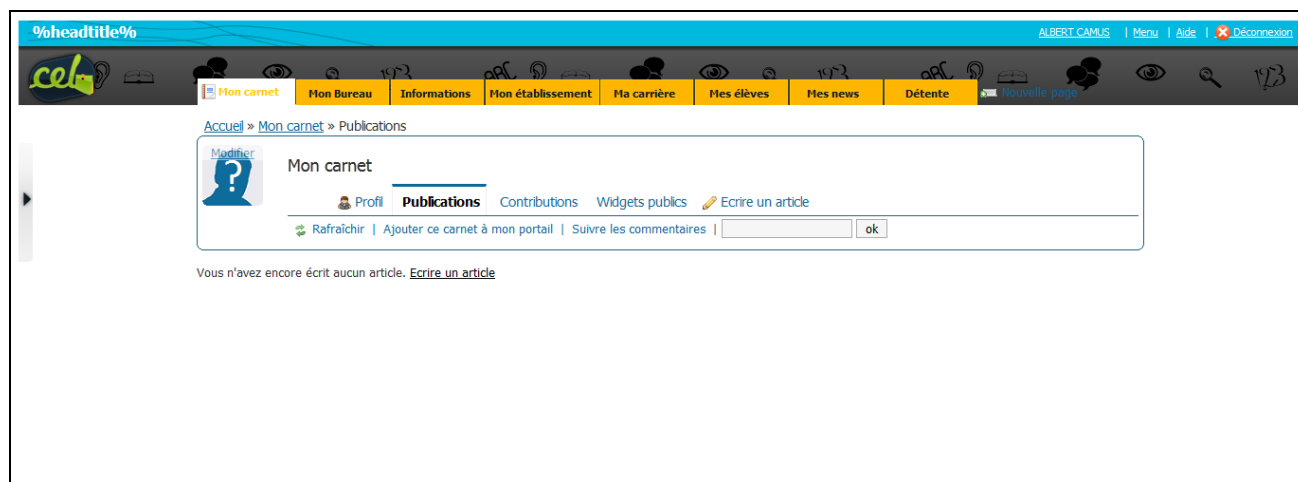 %headtitle%
ALBERT CAMUS | Menu | Aide | Déconnexion
cel
Mon carnet Mon Bureau Informations Mon établissement Ma carrière Mes élèves Mes news Détente Nouvelle page
Accueil » Mon carnet » Publications
Modifier
Mon carnet
Profil Publications Contributions Widgets publics Ecrire un article
Rafraîchir | Ajouter ce carnet à mon portail | Suivre les commentaires | ok
Vous n'avez encore écrit aucun article. Ecrire un article